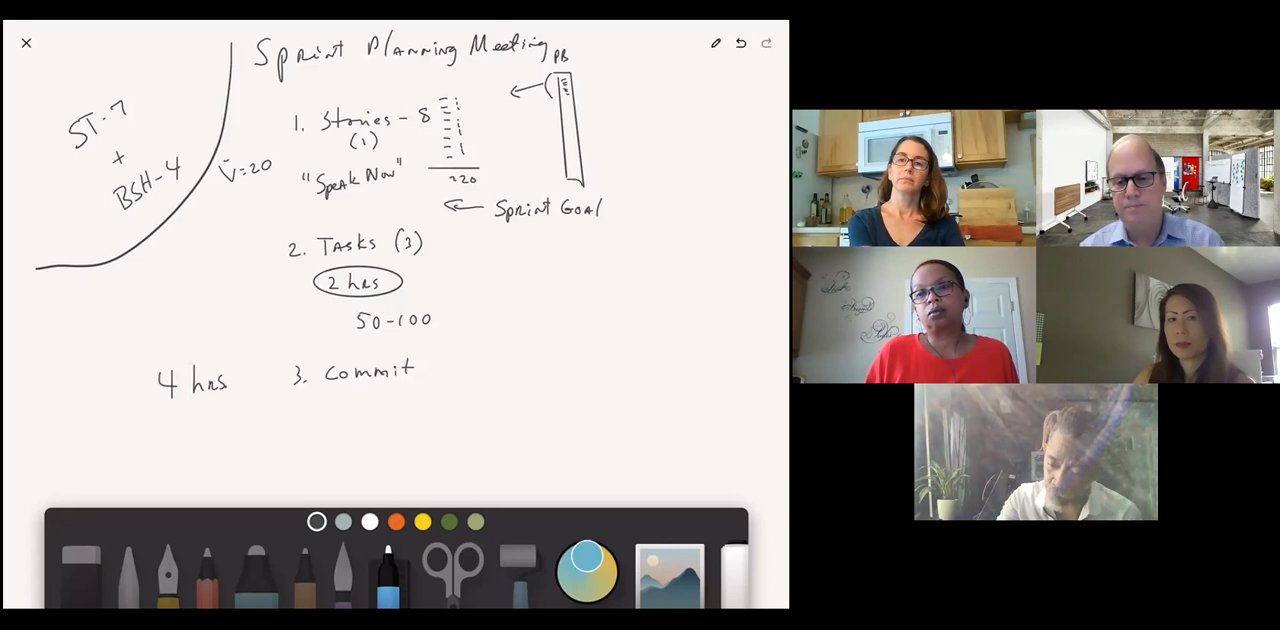 Sprint Planning Meeting
PB
ST-7
+
BSH-4
V=20
1. Stories - 8
(1)
"Speak Now"
~20
Sprint Goal
2. Tasks (3)
2 hrs
50-100
4 hrs
3. Commit